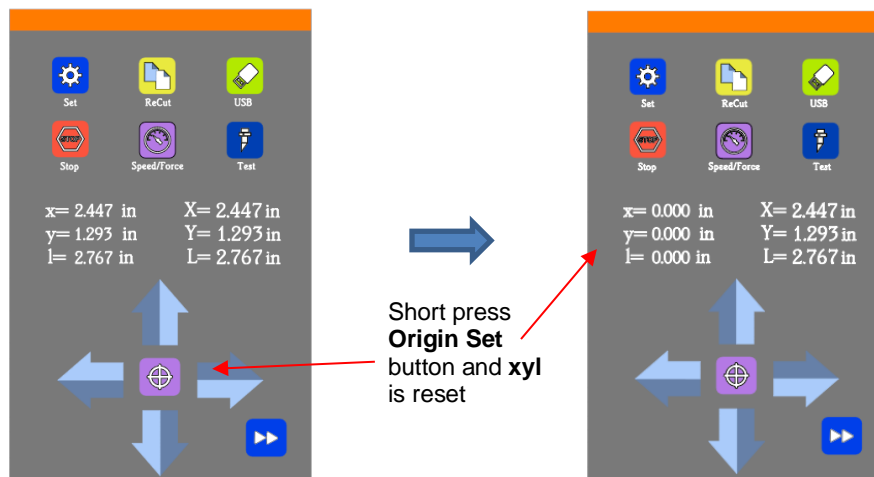 Set ReCut USB
Stop Speed/Force Test
x= 2.447 in X= 2.447 in
y= 1.293 in Y= 1.293 in
l= 2.767 in L= 2.767 in
Short press
Origin Set
button and xyl
is reset
Set ReCut USB
STOP
Stop Speed/Force Test
x= 0.000 in X= 2.447 in
y= 0.000 in Y= 1.293 in
l= 0.000 in L= 2.767 in